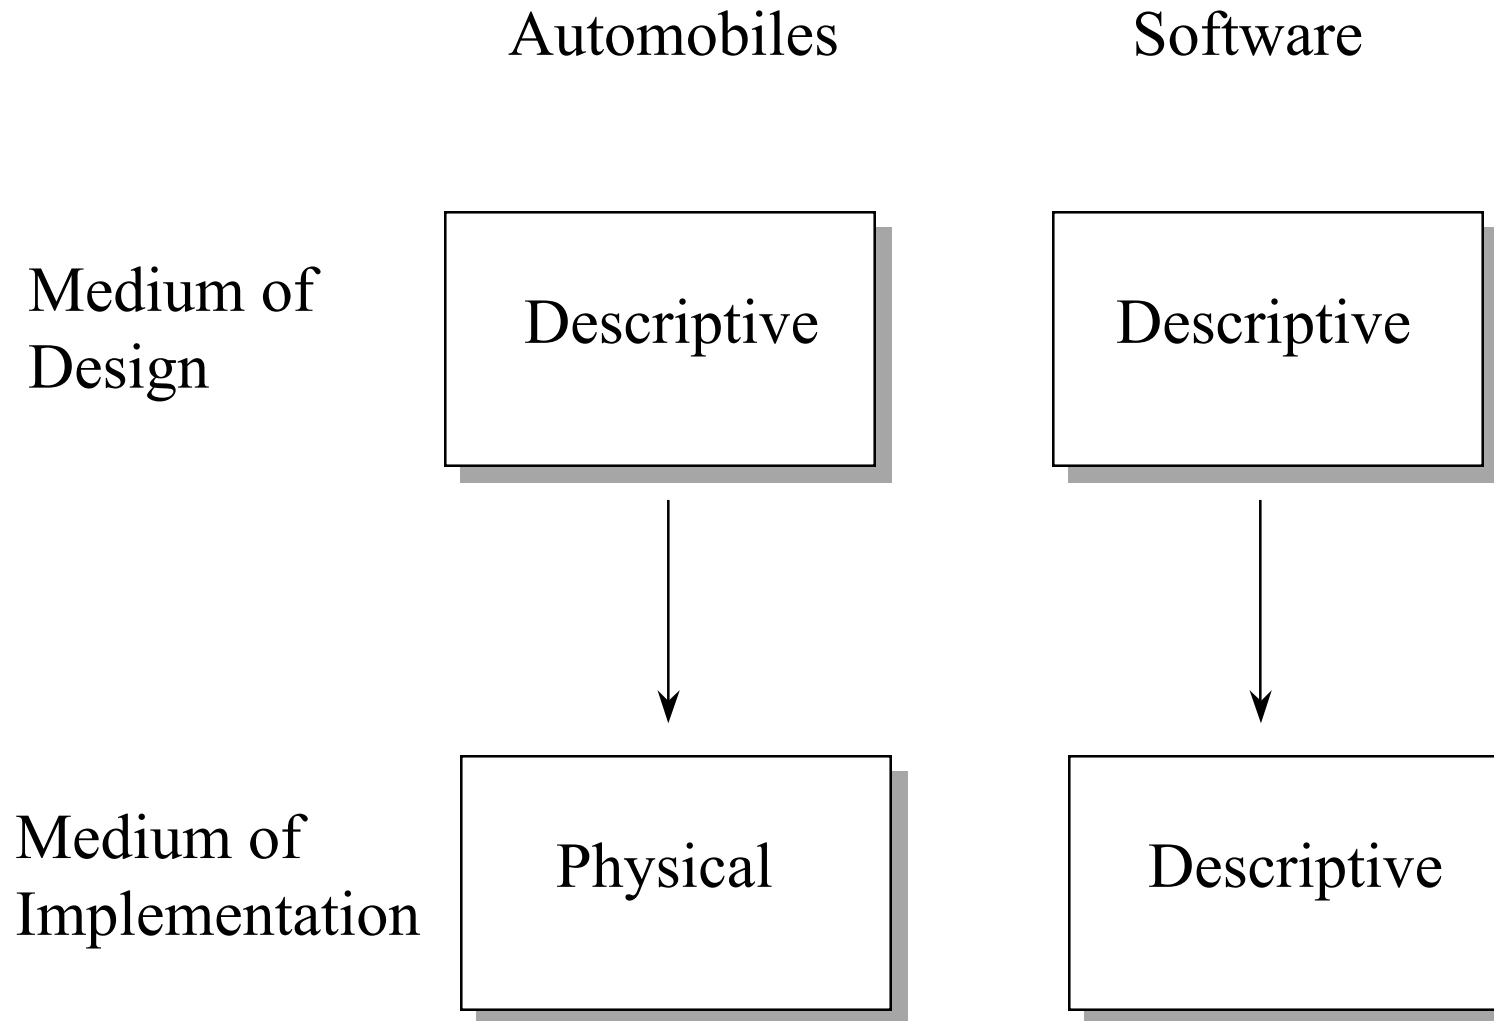 Automobiles
Software
Medium of
Design
Descriptive
Descriptive
Medium of
Implementation
Physical
Descriptive